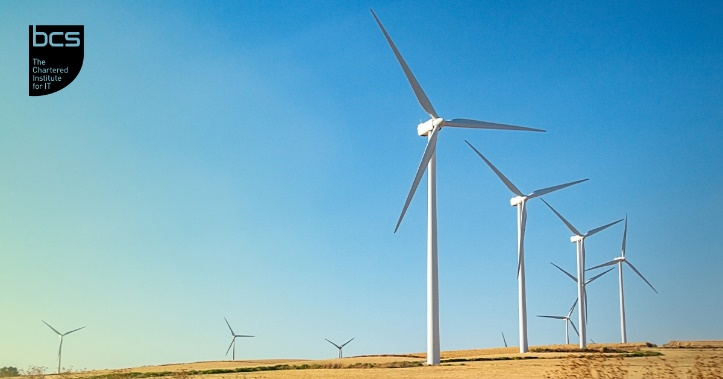 bcs
The
Chartered
Institute
for IT